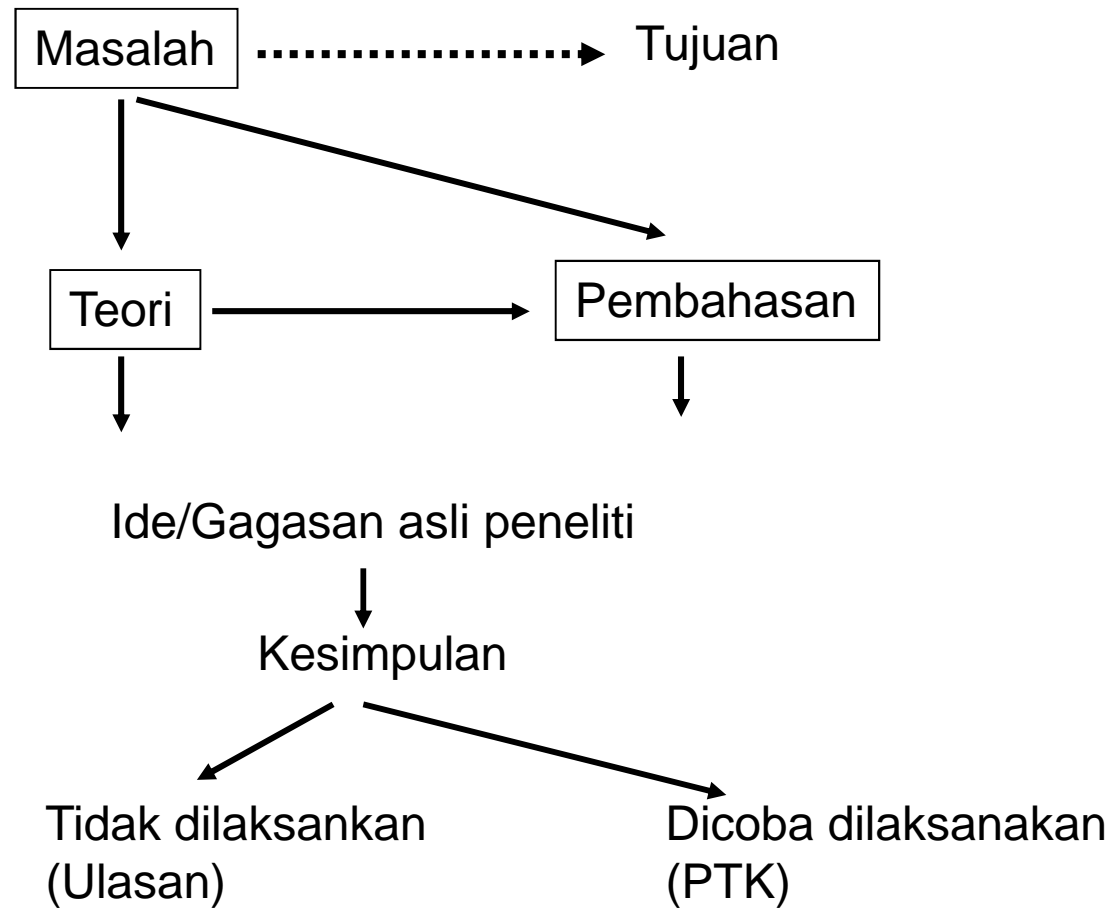 Masalah
Tujuan
Teori
Pembahasan
Ide/Gagasan asli peneliti
Kesimpulan
Tidak dilaksankan
(Ulasan)
Dicoba dilaksanakan
(PTK)